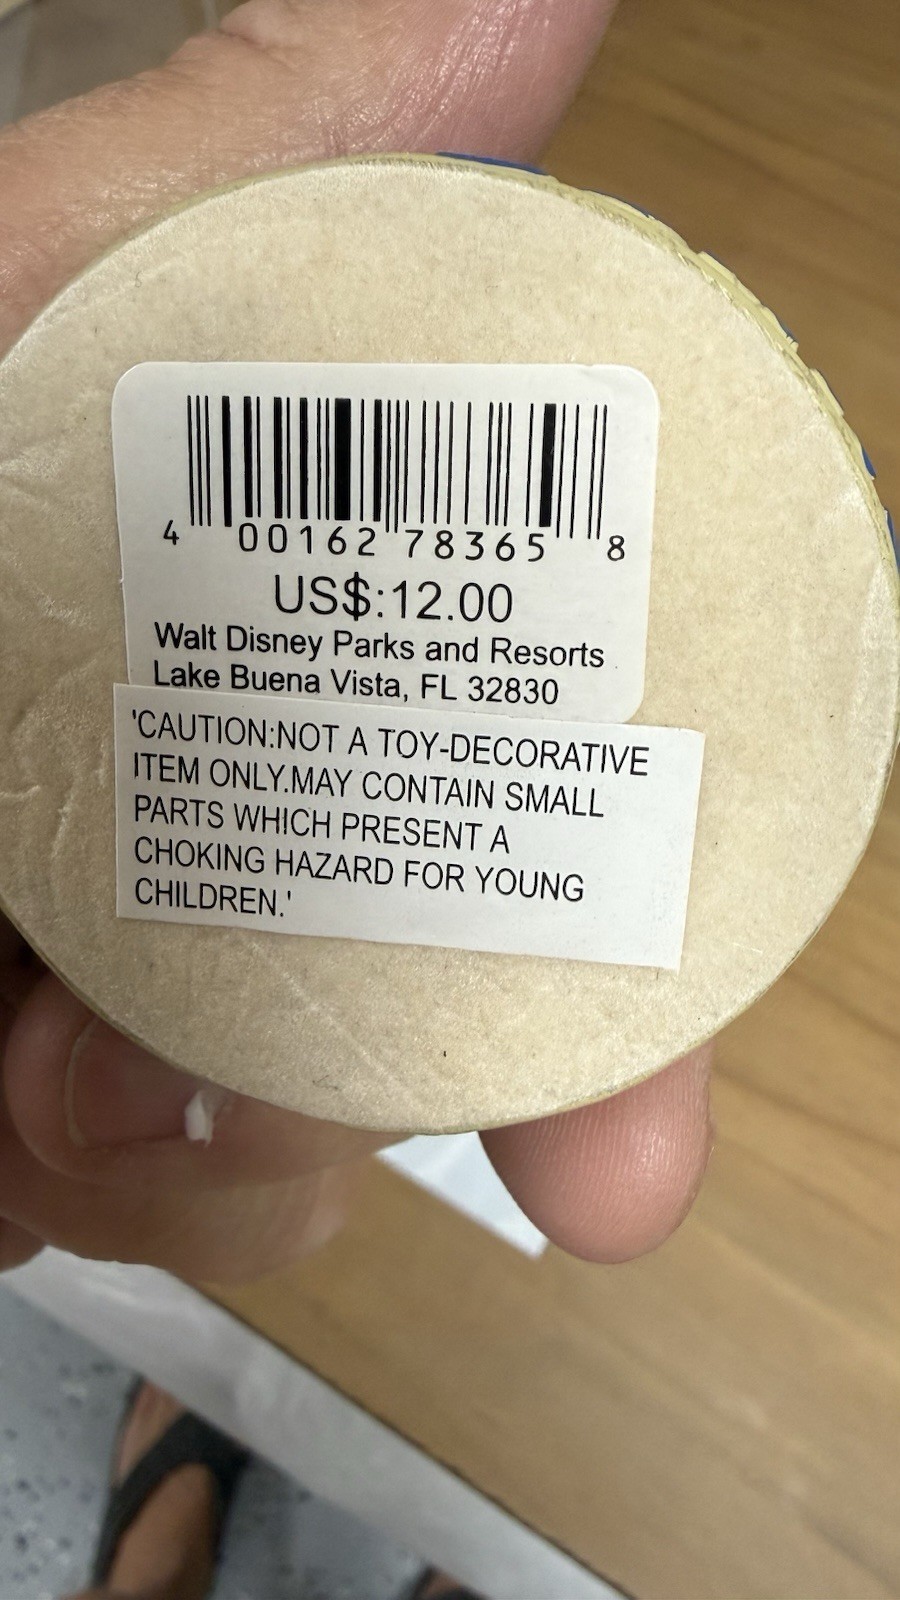 4 00162 78365 8
US$:12.00
Walt Disney Parks and Resorts
Lake Buena Vista, FL 32830
'CAUTION:NOT A TOY-DECORATIVE
ITEM ONLY.MAY CONTAIN SMALL
PARTS WHICH PRESENT A
CHOKING HAZARD FOR YOUNG
CHILDREN.'